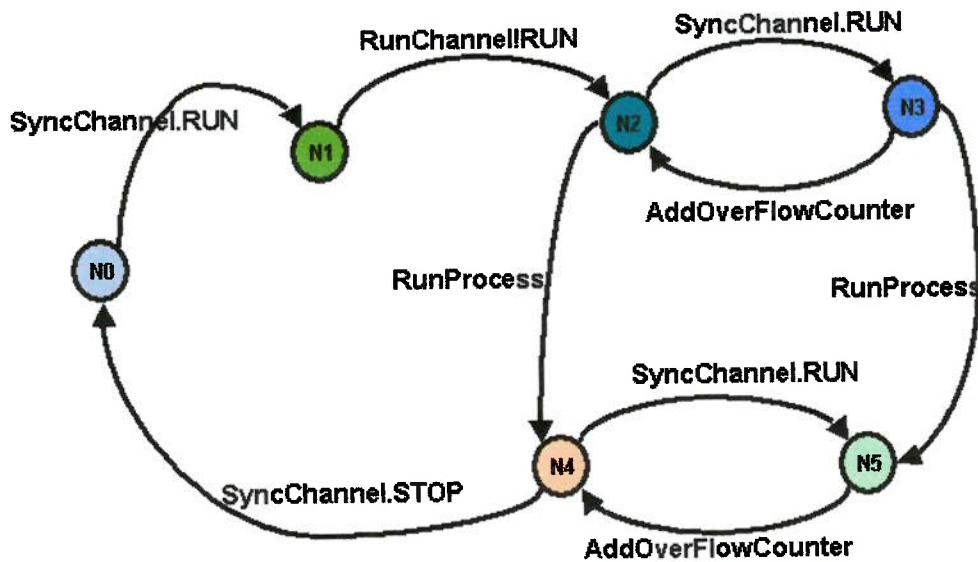 SyncChannel.RUN
RunChannel!RUN
SyncChannel.RUN
N1
N2
N3
AddOverFlowCounter
N0
RunProcess
RunProcess
SyncChannel.RUN
N4
N5
SyncChannel.STOP
AddOverFlowCounter